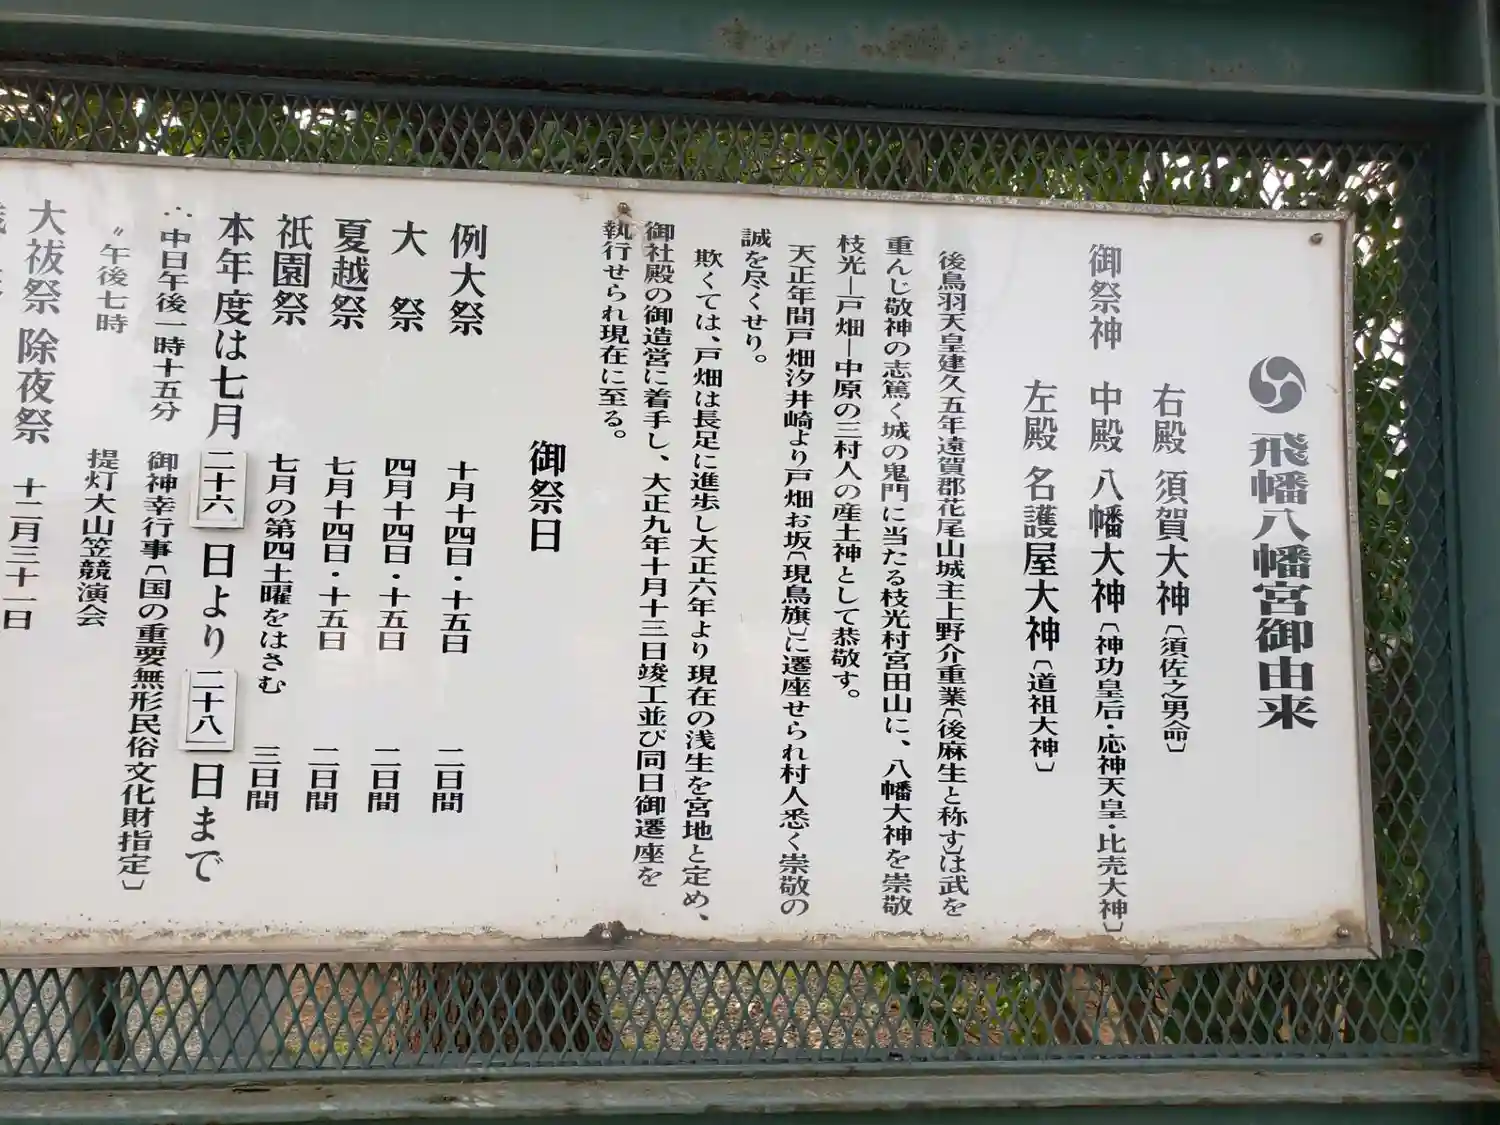 飛幡八幡宮御由来
御祭神
右殿 須賀大神〔須佐之男命〕
中殿 八幡大神〔神功皇后・応神天皇・比売大神〕
左殿 名護屋大神〔道祖大神〕
後鳥羽天皇建久五年遠賀郡花尾山城主上野介重業〔後麻生と称す〕は武を
重んじ敬神の志篤く城の鬼門に当たる枝光村宮田山に、八幡大神を崇敬
枝光―戸畑―中原の三村人の産土神として恭敬す。
天正年間戸畑汐井崎より戸畑お坂〔現鳥旗〕に遷座せられ村人悉く崇敬の
誠を尽くせり。
欺くては、戸畑は長足に進歩し大正六年より現在の浅生を宮地と定め、
御社殿の御造営に着手し、大正九年十月十三日竣工並び同日御遷座を
執行せられ現在に至る。
御祭日
例大祭 十月十四日・十五日 二日間
大祭 四月十四日・十五日 二日間
夏越祭 七月十四日・十五日 二日間
祇園祭 七月の第四土曜をはさむ 三日間
本年度は七月二十六日より二十八日まで
∴中日午後一時十五分 御神幸行事〔国の重要無形民俗文化財指定〕
〃午後七時 提灯大山笠競演会
大祓祭 除夜祭 十二月三十一日